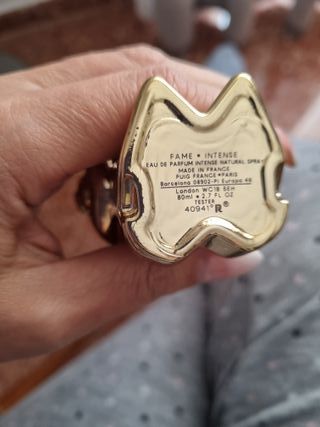 FAME • INTENSE
EAU DE PARFUM INTENSE NATURAL SPRAY
MADE IN FRANCE
PUIG FRANCE • PARIS
Barcelona 08902-Pl Europa 46
London WC1B 5EH
80ml • 2.7 FL OZ
TESTER
40941° R®